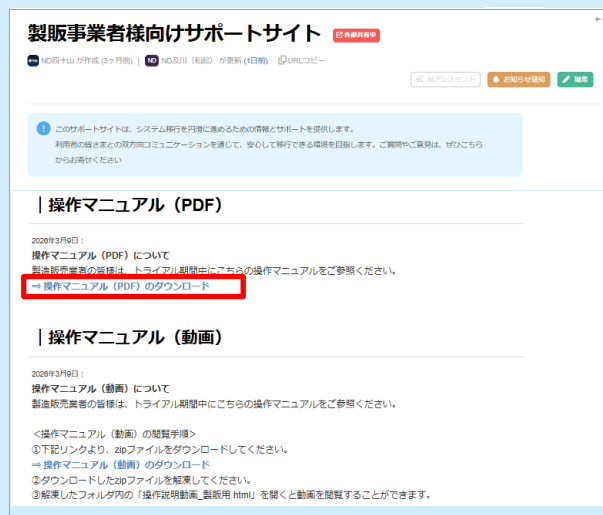 製販事業者様向けサポートサイト 外部共有中
ND四十山 が作成 (3ヶ月前) | ND ND及川（和起） が更新 (1日前) URLコピー
AIアシスタント お知らせ通知 編集
このサポートサイトは、システム移行を円滑に進めるための情報とサポートを提供します。
利用者の皆さまとの双方向コミュニケーションを通じて、安心して移行できる環境を目指します。ご質問やご意見は、ぜひこちら
からお寄せください
｜操作マニュアル（PDF）
2026年3月9日：
操作マニュアル（PDF）について
製造販売業者の皆様は、トライアル期間中にこちらの操作マニュアルをご参照ください。
⇒ 操作マニュアル（PDF）のダウンロード
｜操作マニュアル（動画）
2026年3月9日：
操作マニュアル（動画）について
製造販売業者の皆様は、トライアル期間中にこちらの操作マニュアルをご参照ください。
＜操作マニュアル（動画）の閲覧手順＞
①下記リンクより、zipファイルをダウンロードしてください。
⇒ 操作マニュアル（動画）のダウンロード
②ダウンロードしたzipファイルを解凍してください。
③解凍したフォルダ内の「操作説明動画_製販用.html」を開くと動画を閲覧することができます。